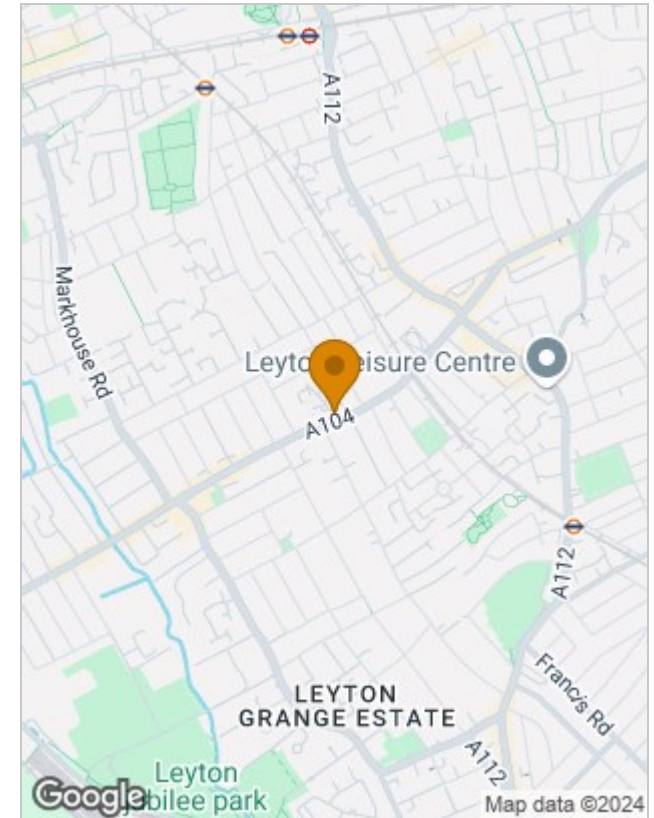 A112
Markhouse Rd
Leyton Leisure Centre
A104
A112
Francis Rd
LEYTON
GRANGE ESTATE
A112
Leyton
Jubilee park
Google
Map data ©2024